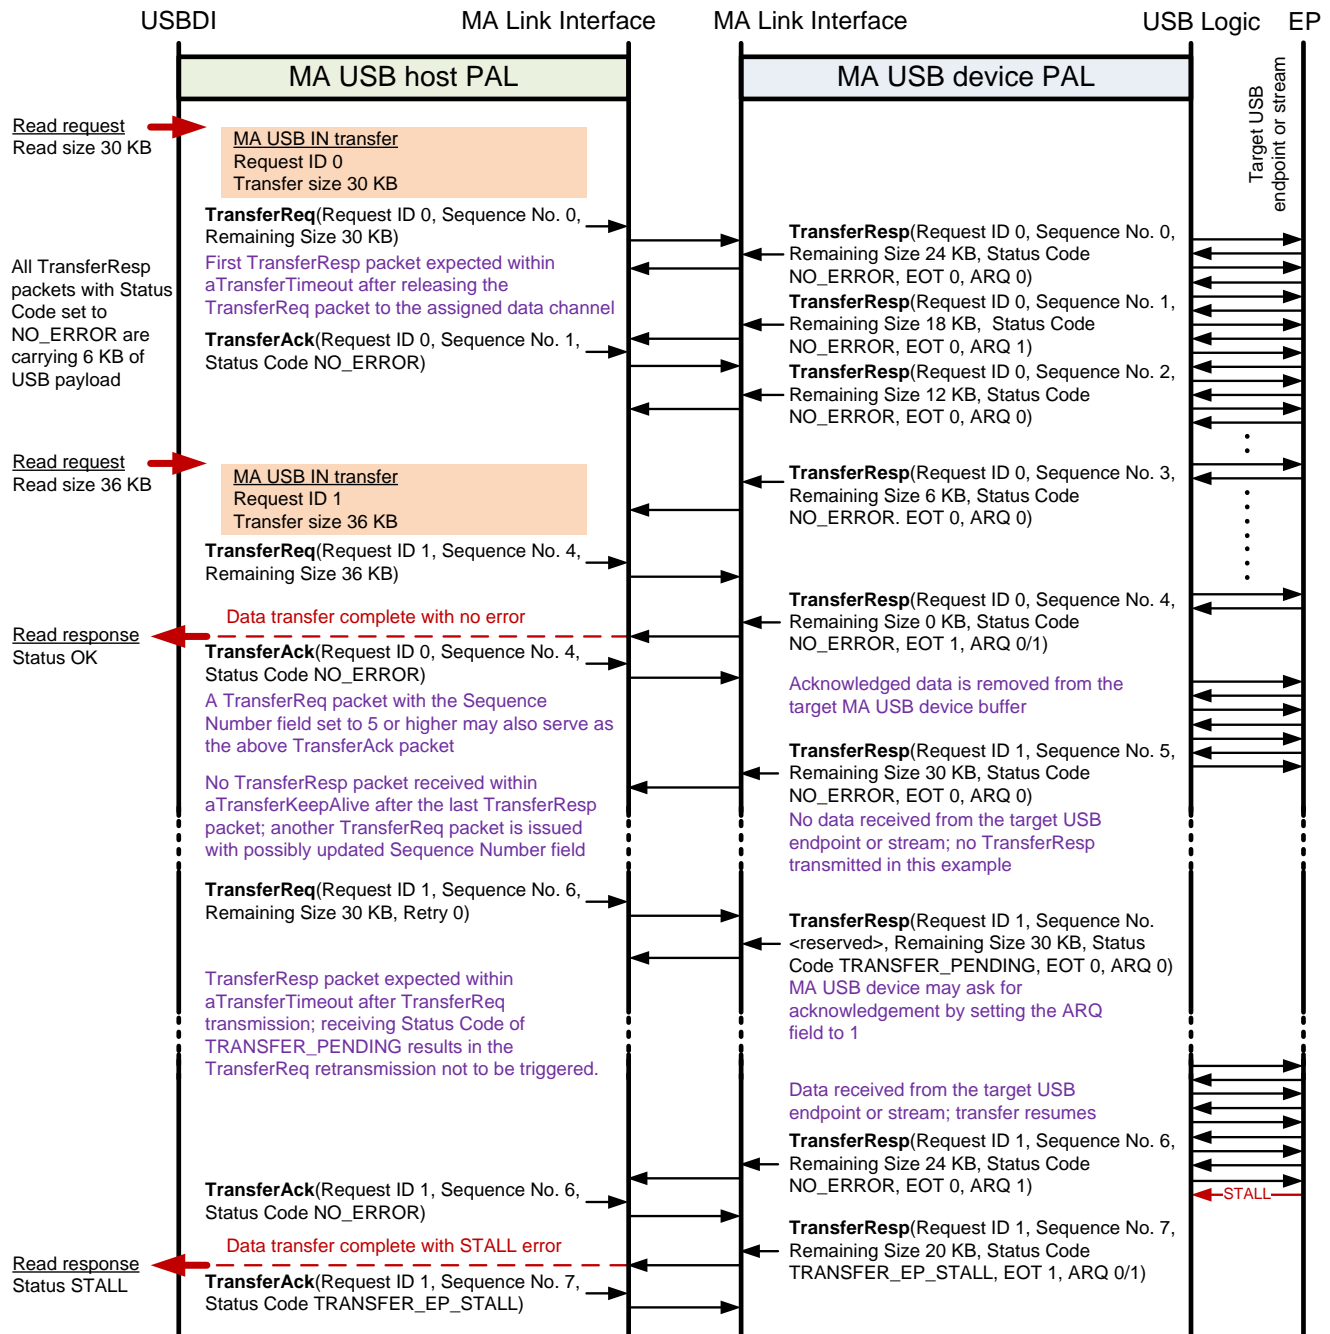 USBDI
MA Link Interface
MA Link Interface
USB Logic
EP
MA USB host PAL
MA USB device PAL
Target USB
endpoint or stream
Read request
Read size 30 KB
MA USB IN transfer
Request ID 0
Transfer size 30 KB
TransferReq(Request ID 0, Sequence No. 0,
Remaining Size 30 KB)
First TransferResp packet expected within
aTransferTimeout after releasing the
TransferReq packet to the assigned data channel
All TransferResp
packets with Status
Code set to
NO_ERROR are
carrying 6 KB of
USB payload
TransferResp(Request ID 0, Sequence No. 0,
Remaining Size 24 KB, Status Code
NO_ERROR, EOT 0, ARQ 0)
TransferResp(Request ID 0, Sequence No. 1,
Remaining Size 18 KB,  Status Code
NO_ERROR, EOT 0, ARQ 1)
TransferAck(Request ID 0, Sequence No. 1,
Status Code NO_ERROR)
TransferResp(Request ID 0, Sequence No. 2,
Remaining Size 12 KB, Status Code
NO_ERROR, EOT 0, ARQ 0)
Read request
Read size 36 KB
MA USB IN transfer
Request ID 1
Transfer size 36 KB
TransferResp(Request ID 0, Sequence No. 3,
Remaining Size 6 KB, Status Code
NO_ERROR. EOT 0, ARQ 0)
TransferReq(Request ID 1, Sequence No. 4,
Remaining Size 36 KB)
TransferResp(Request ID 0, Sequence No. 4,
Remaining Size 0 KB, Status Code
NO_ERROR, EOT 1, ARQ 0/1)
Data transfer complete with no error
Read response
Status OK
TransferAck(Request ID 0, Sequence No. 4,
Status Code NO_ERROR)
A TransferReq packet with the Sequence
Number field set to 5 or higher may also serve as
the above TransferAck packet
Acknowledged data is removed from the
target MA USB device buffer
TransferResp(Request ID 1, Sequence No. 5,
Remaining Size 30 KB, Status Code
NO_ERROR, EOT 0, ARQ 0)
No TransferResp packet received within
aTransferKeepAlive after the last TransferResp
packet; another TransferReq packet is issued
with possibly updated Sequence Number field
No data received from the target USB
endpoint or stream; no TransferResp
transmitted in this example
TransferReq(Request ID 1, Sequence No. 6,
Remaining Size 30 KB, Retry 0)
TransferResp(Request ID 1, Sequence No.
<reserved>, Remaining Size 30 KB, Status
Code TRANSFER_PENDING, EOT 0, ARQ 0)
MA USB device may ask for
acknowledgement by setting the ARQ
field to 1
TransferResp packet expected within
aTransferTimeout after TransferReq
transmission; receiving Status Code of
TRANSFER_PENDING results in the
TransferReq retransmission not to be triggered.
Data received from the target USB
endpoint or stream; transfer resumes
TransferResp(Request ID 1, Sequence No. 6,
Remaining Size 24 KB, Status Code
NO_ERROR, EOT 0, ARQ 1)
STALL
TransferAck(Request ID 1, Sequence No. 6,
Status Code NO_ERROR)
TransferResp(Request ID 1, Sequence No. 7,
Remaining Size 20 KB, Status Code
TRANSFER_EP_STALL, EOT 1, ARQ 0/1)
Data transfer complete with STALL error
Read response
Status STALL
TransferAck(Request ID 1, Sequence No. 7,
Status Code TRANSFER_EP_STALL)